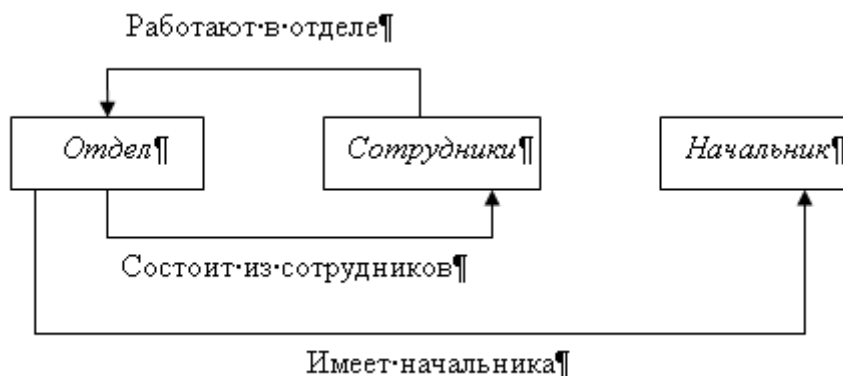 Работают·в·отделе¶
Отдел¶
Сотрудники¶
Начальник¶
Состоит·из·сотрудников¶
Имеет·начальника¶